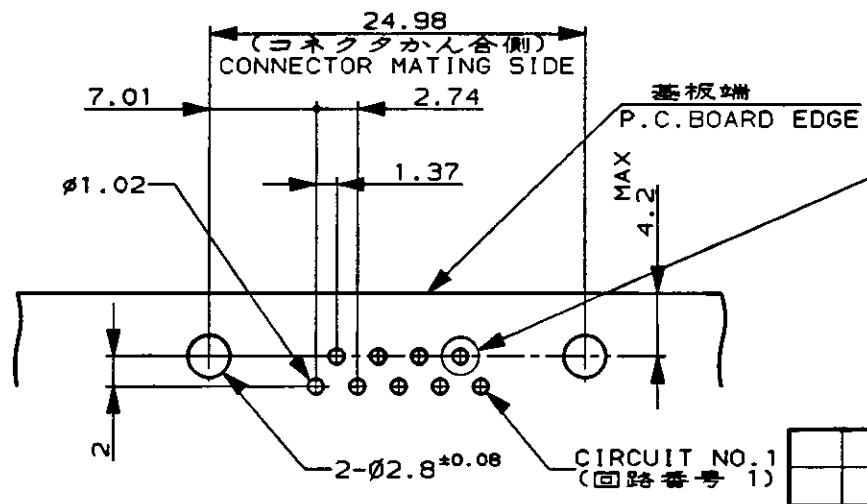 24.98
(コネクタかん合側)
CONNECTOR MATING SIDE
7.01
2.74
基板端
P.C.BOARD EDGE
ø1.02
1.37
MAX
4.2
2
2-Ø2.8±0.08
CIRCUIT NO.1
(回路番号 1)